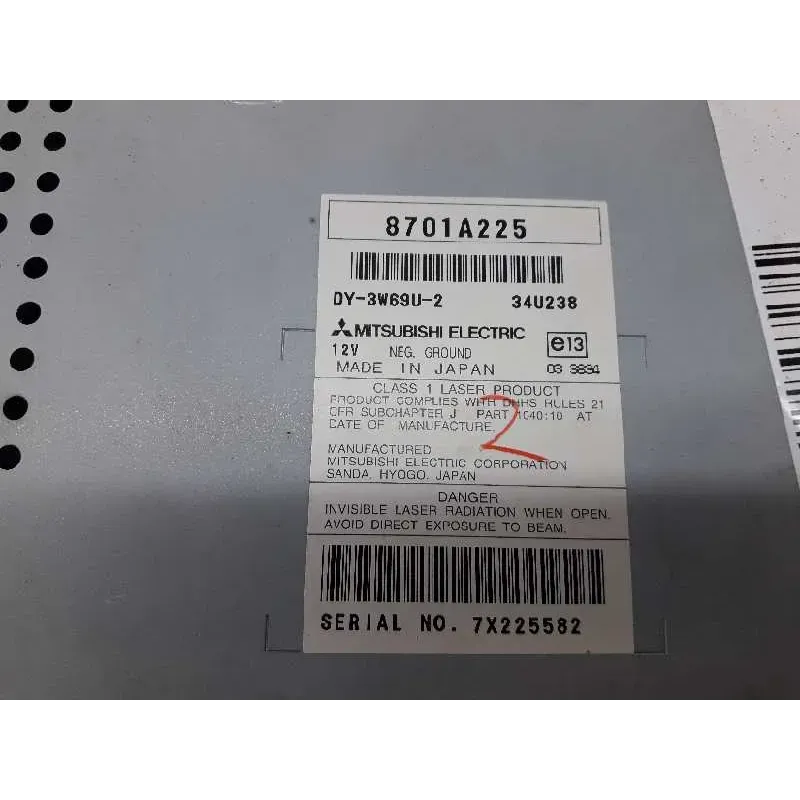 8701A225
DY-3W69U-2 34U238
MITSUBISHI ELECTRIC
12V NEG. GROUND e13
MADE IN JAPAN 03 3834
CLASS 1 LASER PRODUCT
PRODUCT COMPLIES WITH DHHS RULES 21
CFR SUBCHAPTER J PART 1040:10 AT
DATE OF MANUFACTURE.
2
MANUFACTURED
MITSUBISHI ELECTRIC CORPORATION
SANDA, HYOGO, JAPAN
DANGER
INVISIBLE LASER RADIATION WHEN OPEN.
AVOID DIRECT EXPOSURE TO BEAM.
SERIAL NO. 7X225582